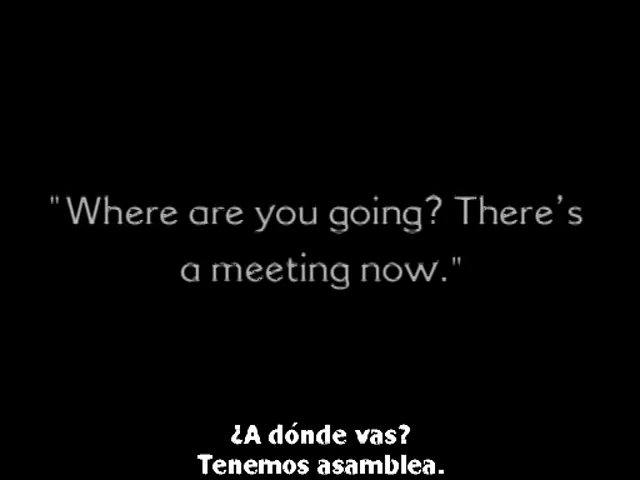 "Where are you going? There's
a meeting now."
¿A dónde vas?
Tenemos asamblea.